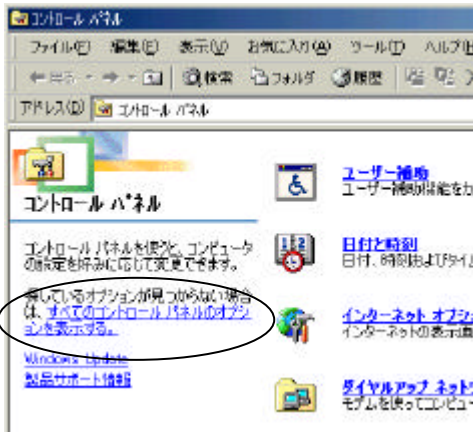 コントロール パネル
ファイル(F) 編集(E) 表示(V) お気に入り(A) ツール(T) ヘルプ(H
検索 フォルダ 履歴
アドレス(D) コントロール パネル
コントロール パネル
コントロール パネルを使うと、コンピュータ
の設定を好みに応じて変更できます。
探しているオプションが見つからない場合
は、すべてのコントロール パネルのオプシ
ョンを表示する。
Windows Update
製品サポート情報
ユーザー補助
ユーザー補助機能をカ
日付と時刻
日付、時刻およびタイム
インターネット オプショ
インターネットの表示
ダイヤルアップ ネット
モデムを使ってコンピュー